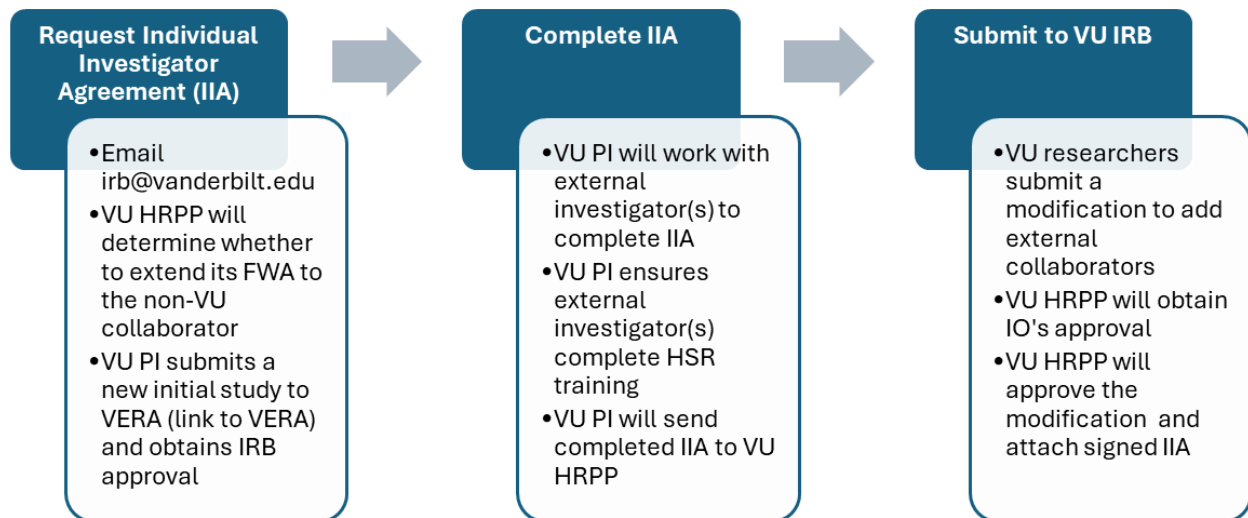 Request Individual
Investigator
Agreement (IIA)
•Email
irb@vanderbilt.edu
•VU HRPP will
determine whether
to extend its FWA to
the non-VU
collaborator
•VU PI submits a
new initial study to
VERA (link to VERA)
and obtains IRB
approval
Complete IIA
•VU PI will work with
external
investigator(s) to
complete IIA
•VU PI ensures
external
investigator(s)
complete HSR
training
•VU PI will send
completed IIA to VU
HRPP
Submit to VU IRB
•VU researchers
submit a
modification to add
external
collaborators
•VU HRPP will obtain
IO's approval
•VU HRPP will
approve the
modification and
attach signed IIA